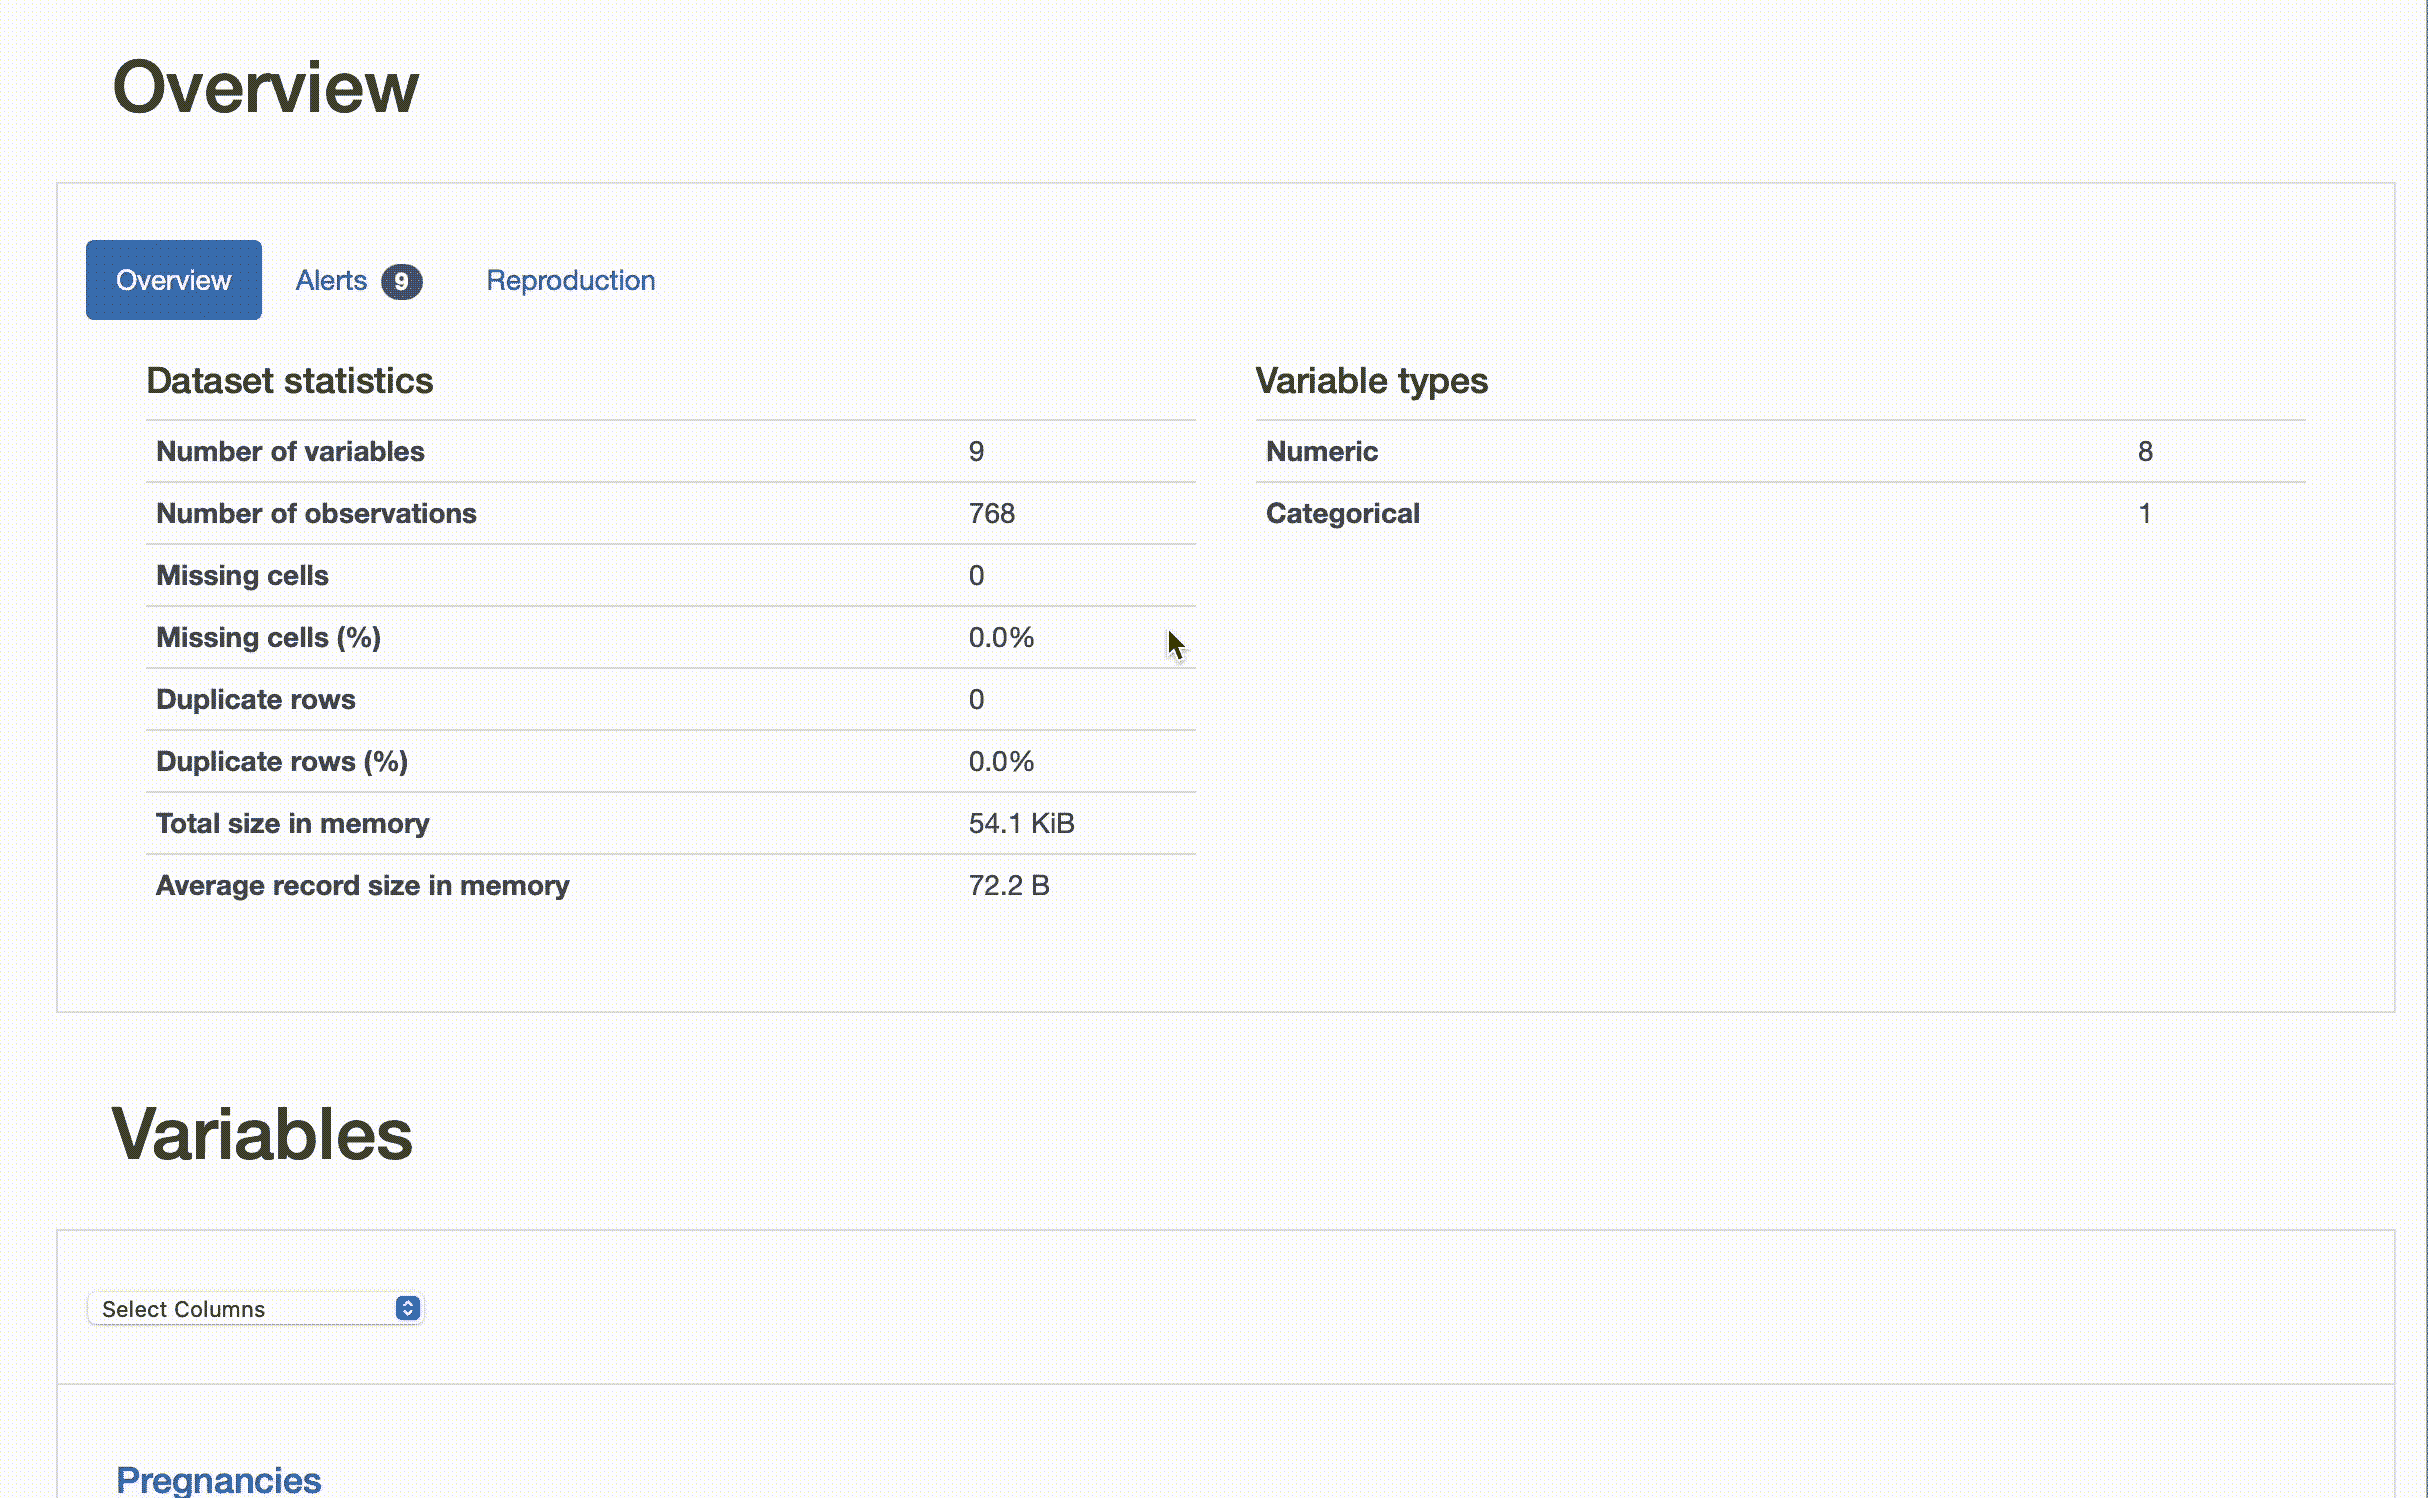 Overview
Overview Alerts 9 Reproduction
Dataset statistics
Number of variables 9
Number of observations 768
Missing cells 0
Missing cells (%) 0.0%
Duplicate rows 0
Duplicate rows (%) 0.0%
Total size in memory 54.1 KiB
Average record size in memory 72.2 B
Variable types
Numeric 8
Categorical 1
Variables
Select Columns
Pregnancies